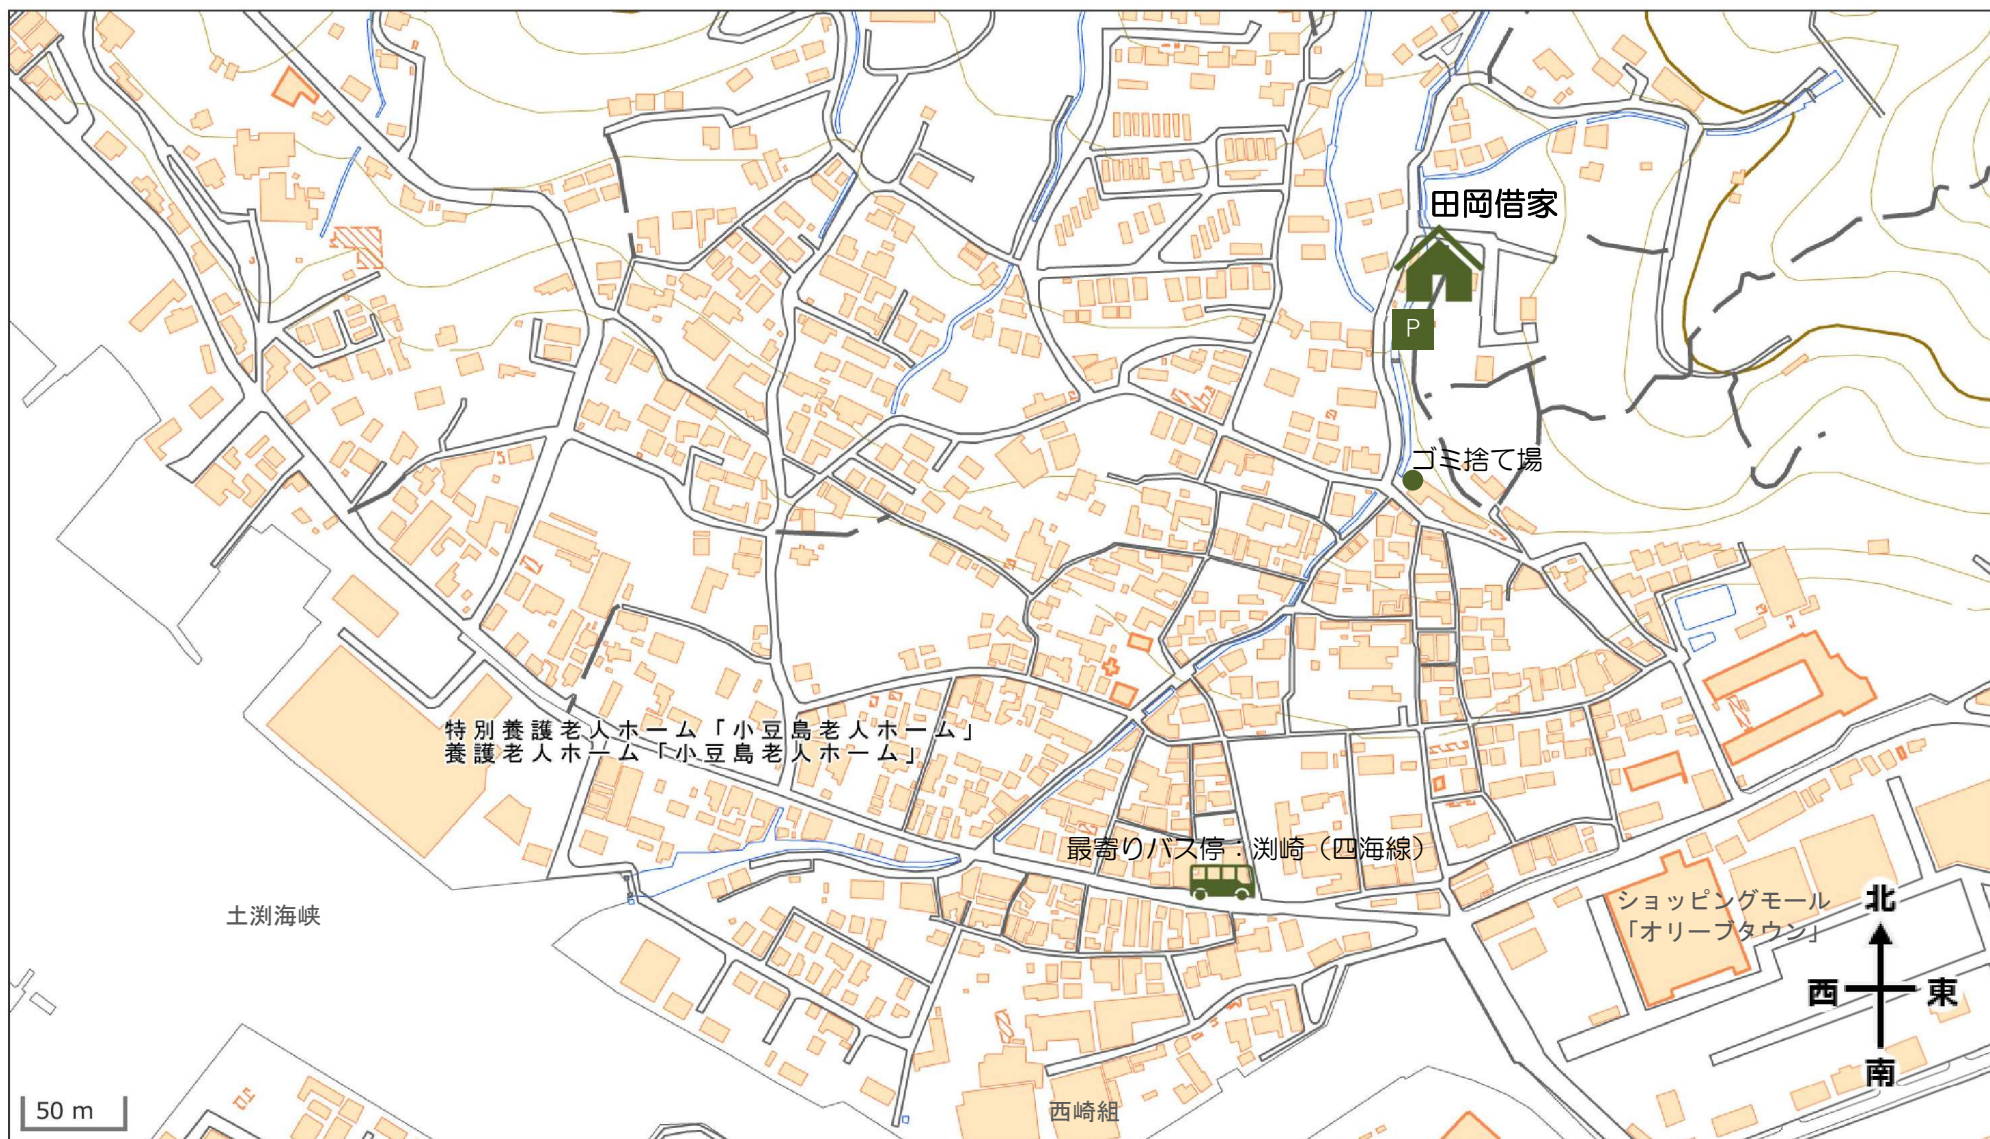 田岡借家
P
ゴミ捨て場
特別養護老人ホーム「小豆島老人ホーム」
養護老人ホーム「小豆島老人ホーム」
最寄りバス停：渕崎（四海線）
土渕海峡
ショッピングモール
「オリーブタウン」
北
西
東
南
50 m
西崎組